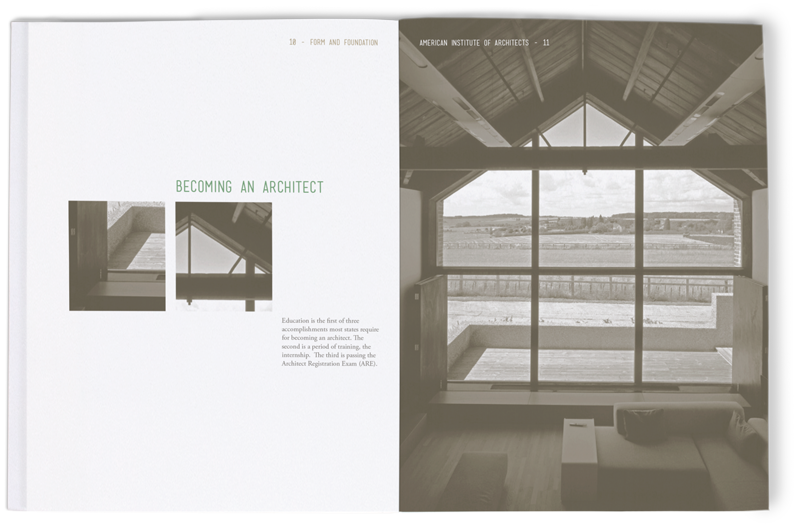 10 - FORM AND FOUNDATION
AMERICAN INSTITUTE OF ARCHITECTS - 11
BECOMING AN ARCHITECT
Education is the first of three
accomplishments most states require
for becoming an architect. The
second is a period of training, the
internship. The third is passing the
Architect Registration Exam (ARE).